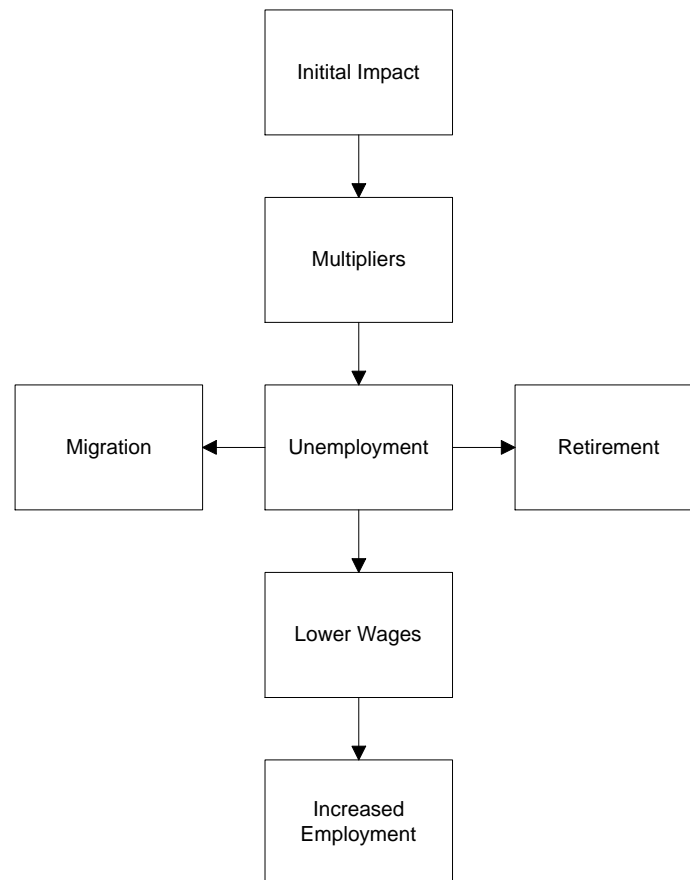 Initital Impact
Multipliers
Migration
Unemployment
Retirement
Lower Wages
Increased
Employment